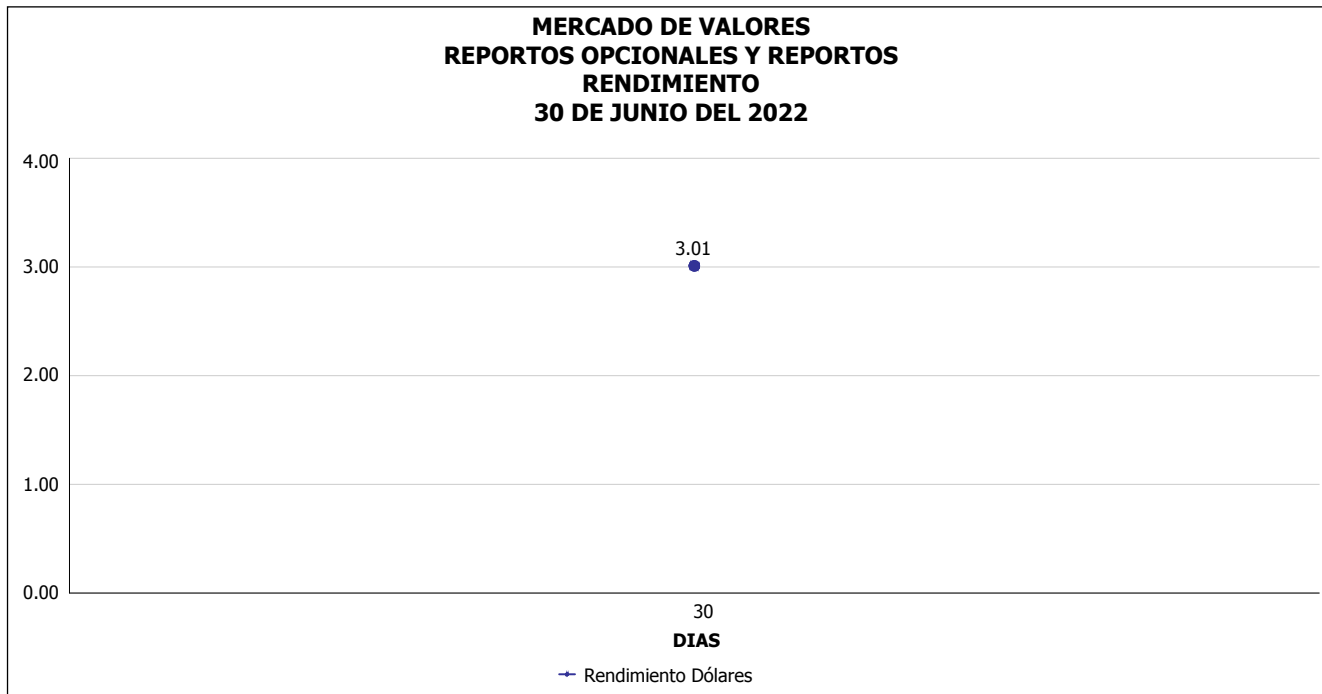 MERCADO DE VALORES
REPORTOS OPCIONALES Y REPORTOS
RENDIMIENTO
30 DE JUNIO DEL 2022
4.00
3.01
3.00
2.00
1.00
0.00
30
DIAS
Rendimiento Dólares